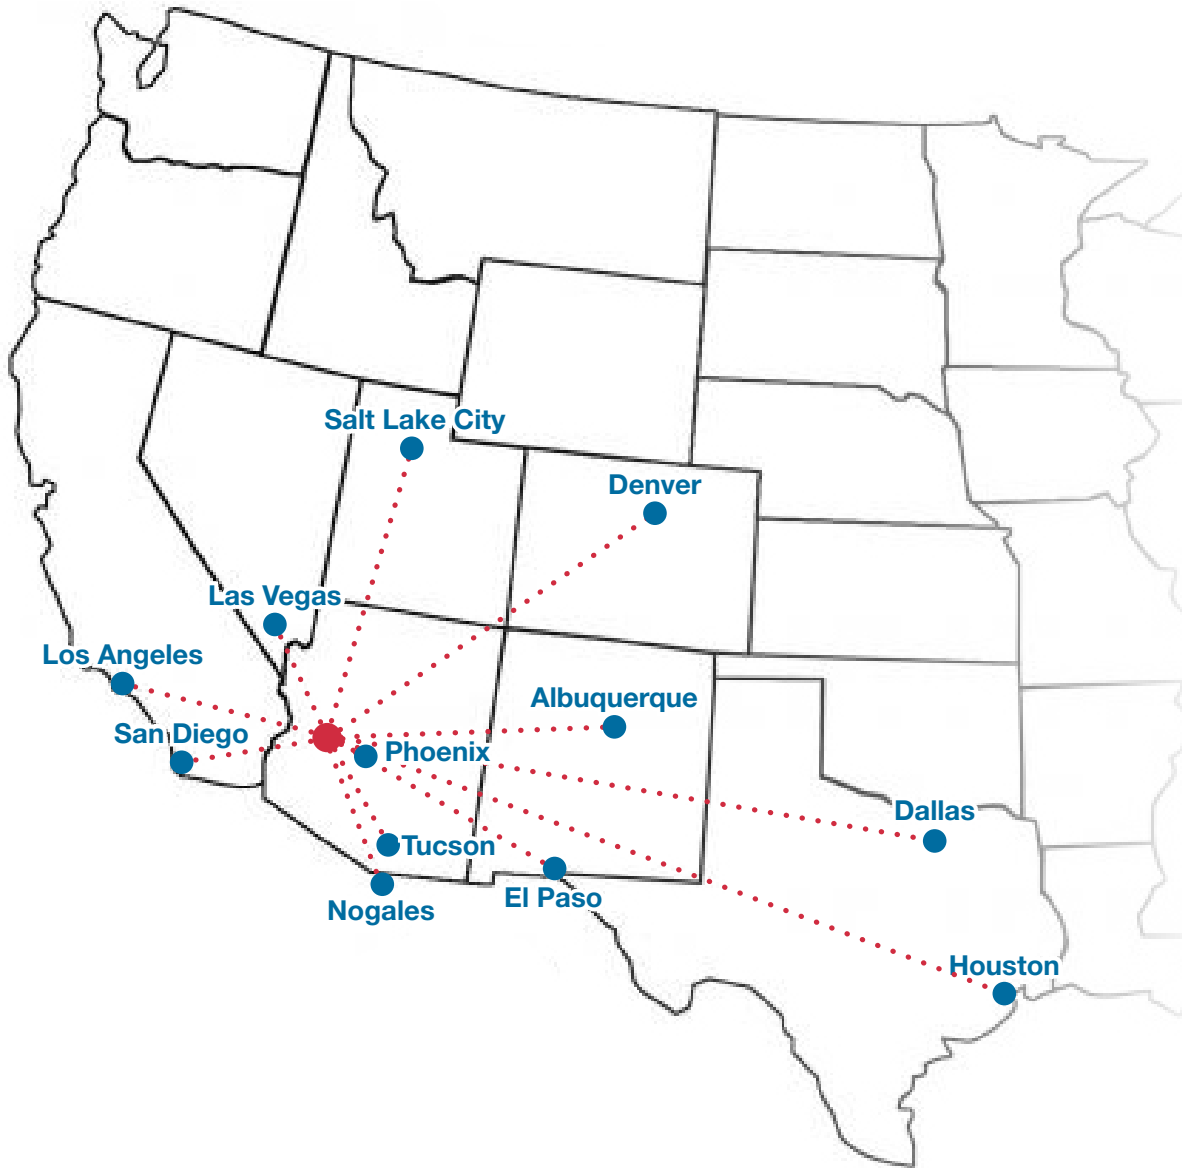 Salt Lake City
Denver
Las Vegas
Los Angeles
Albuquerque
San Diego
Phoenix
Dallas
Tucson
El Paso
Nogales
Houston